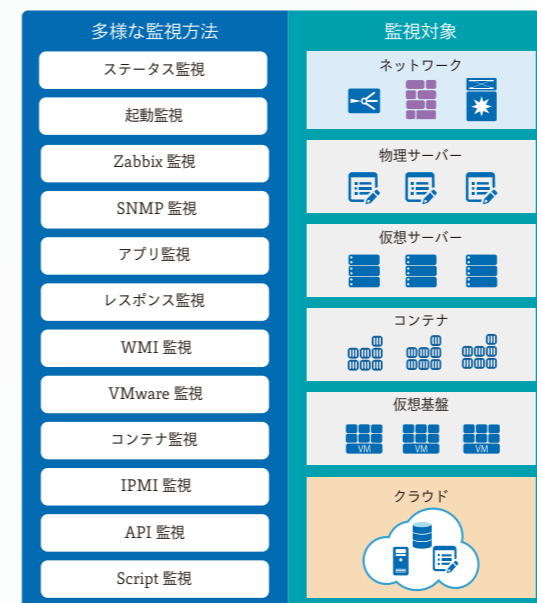 多様な監視方法
ステータス監視
起動監視
Zabbix 監視
SNMP 監視
アプリ監視
レスポンス監視
WMI 監視
VMware 監視
コンテナ監視
IPMI 監視
API 監視
Script 監視
監視対象
ネットワーク
物理サーバー
仮想サーバー
コンテナ
仮想基盤
VM VM VM
クラウド